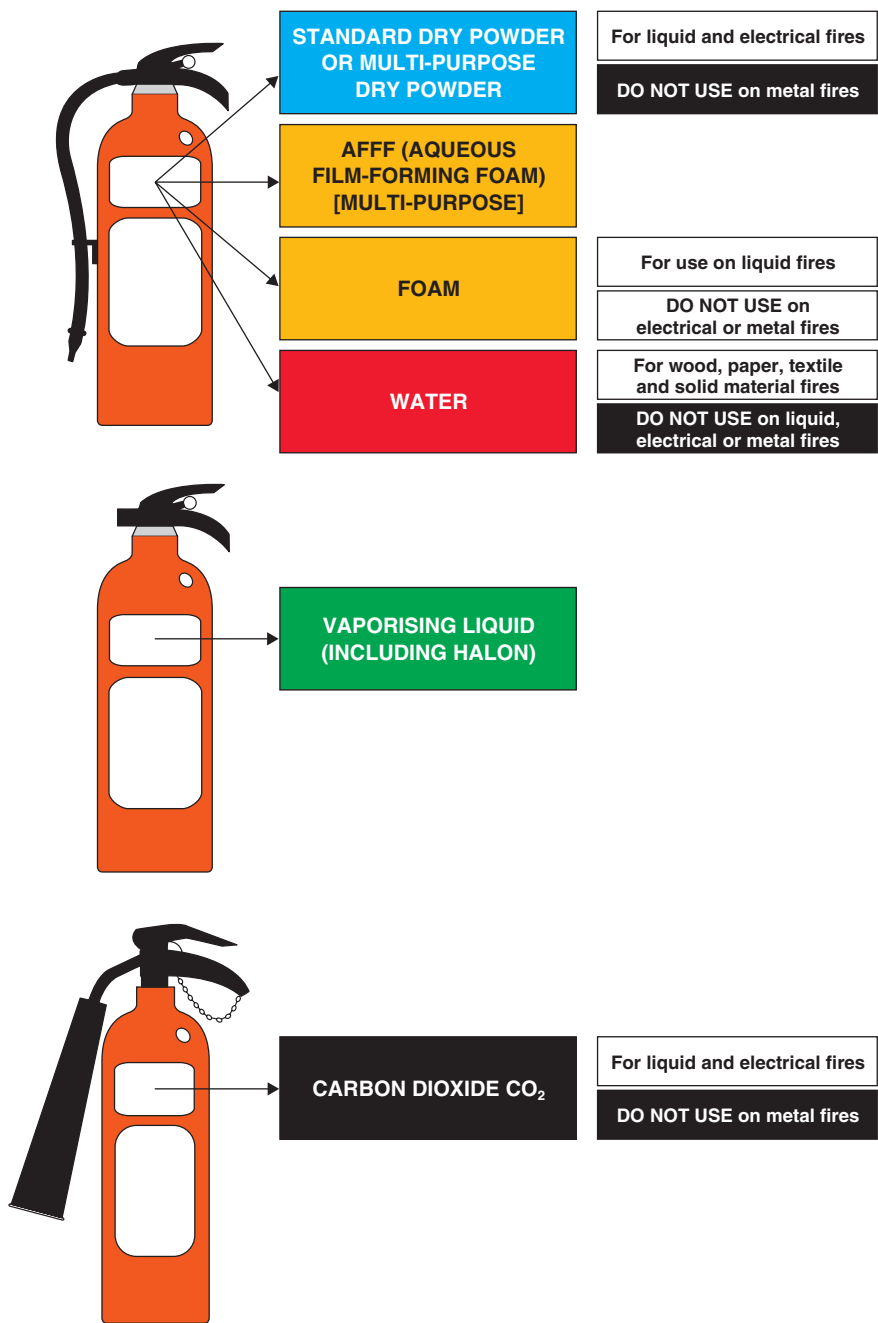 STANDARD DRY POWDER
OR MULTI-PURPOSE
DRY POWDER
For liquid and electrical fires
DO NOT USE on metal fires
AFFF (AQUEOUS
FILM-FORMING FOAM)
[MULTI-PURPOSE]
FOAM
For use on liquid fires
DO NOT USE on
electrical or metal fires
WATER
For wood, paper, textile
and solid material fires
DO NOT USE on liquid,
electrical or metal fires
VAPORISING LIQUID
(INCLUDING HALON)
CARBON DIOXIDE CO₂
For liquid and electrical fires
DO NOT USE on metal fires